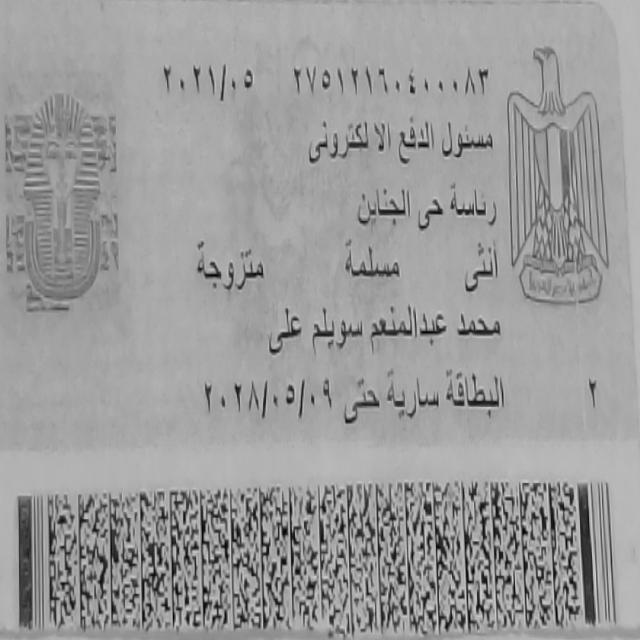 ٢٧٥١٢١٦٠٤٠٠٠٨٣ ٢٠٢١/٠٥
مسئول الدفع الالكترونى
رئاسة حى الجناين
أنثى مسلمة متزوجة
محمد عبدالمنعم سويلم على
٢ البطاقة سارية حتى ٢٠٢٨/٠٥/٠٩